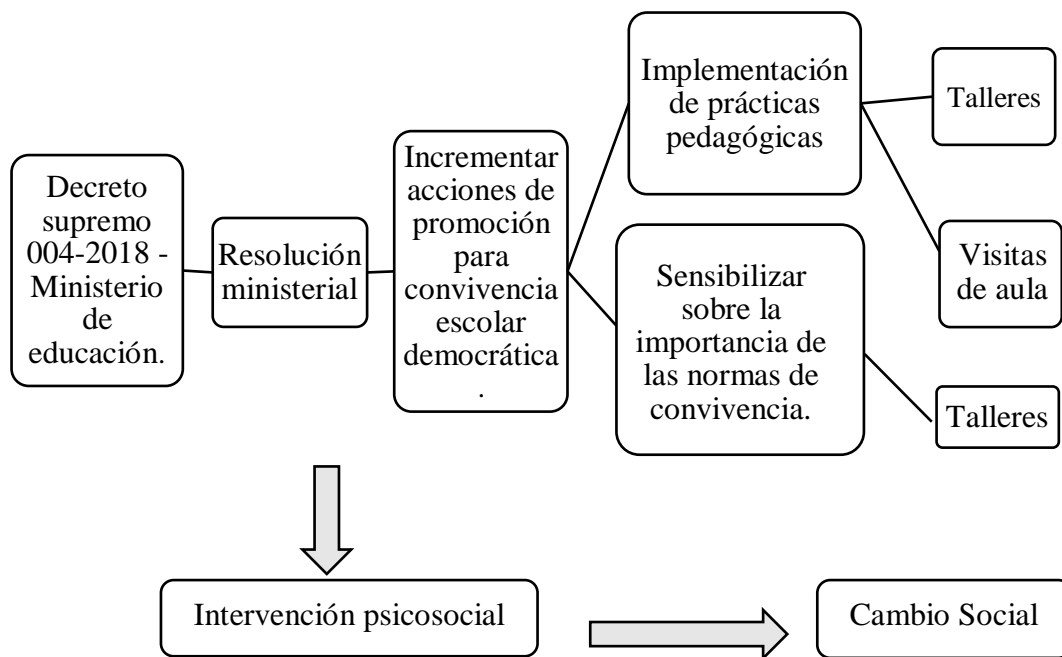 Decreto
supremo
004-2018 -
Ministerio
de
educación.
Resolución
ministerial
Incrementar
acciones de
promoción
para
convivencia
escolar
democrática
.
Implementación
de prácticas
pedagógicas
Talleres
Visitas
de aula
Sensibilizar
sobre la
importancia de
las normas de
convivencia.
Talleres
Intervención psicosocial
Cambio Social